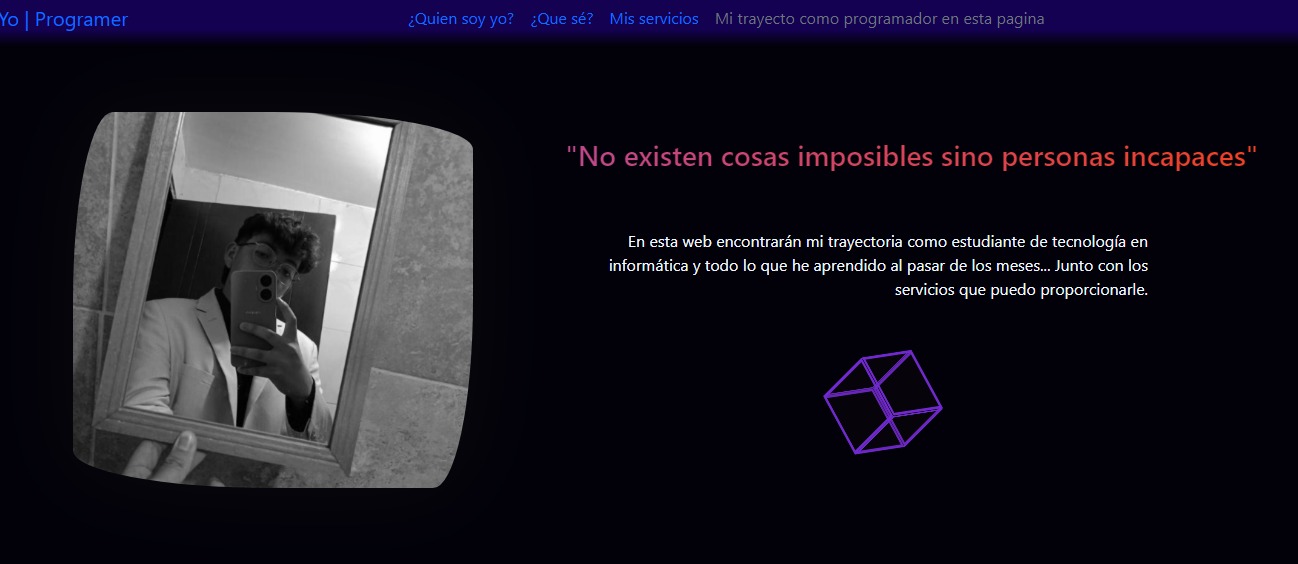 Yo | Programer
¿Quien soy yo? ¿Que sé? Mis servicios Mi trayecto como programador en esta pagina
"No existen cosas imposibles sino personas incapaces"
En esta web encontrarán mi trayectoria como estudiante de tecnología en
informática y todo lo que he aprendido al pasar de los meses... Junto con los
servicios que puedo proporcionarle.